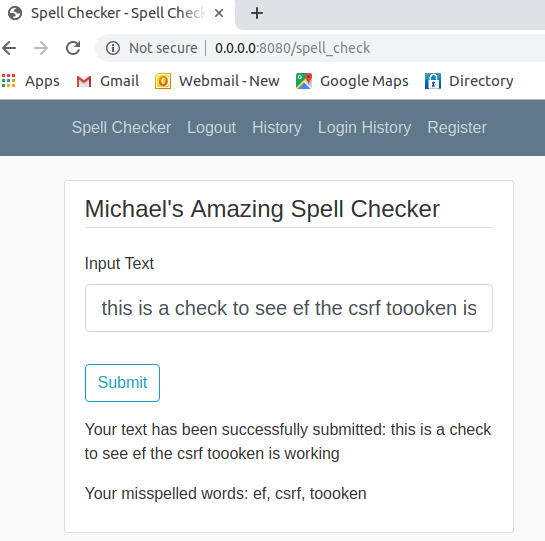 Spell Checker - Spell Check
Not secure | 0.0.0.0:8080/spell_check
Apps Gmail Webmail - New Google Maps Directory
Spell Checker Logout History Login History Register
Michael's Amazing Spell Checker
Input Text
this is a check to see ef the csrf toooken is
Submit
Your text has been successfully submitted: this is a check
to see ef the csrf toooken is working
Your misspelled words: ef, csrf, toooken